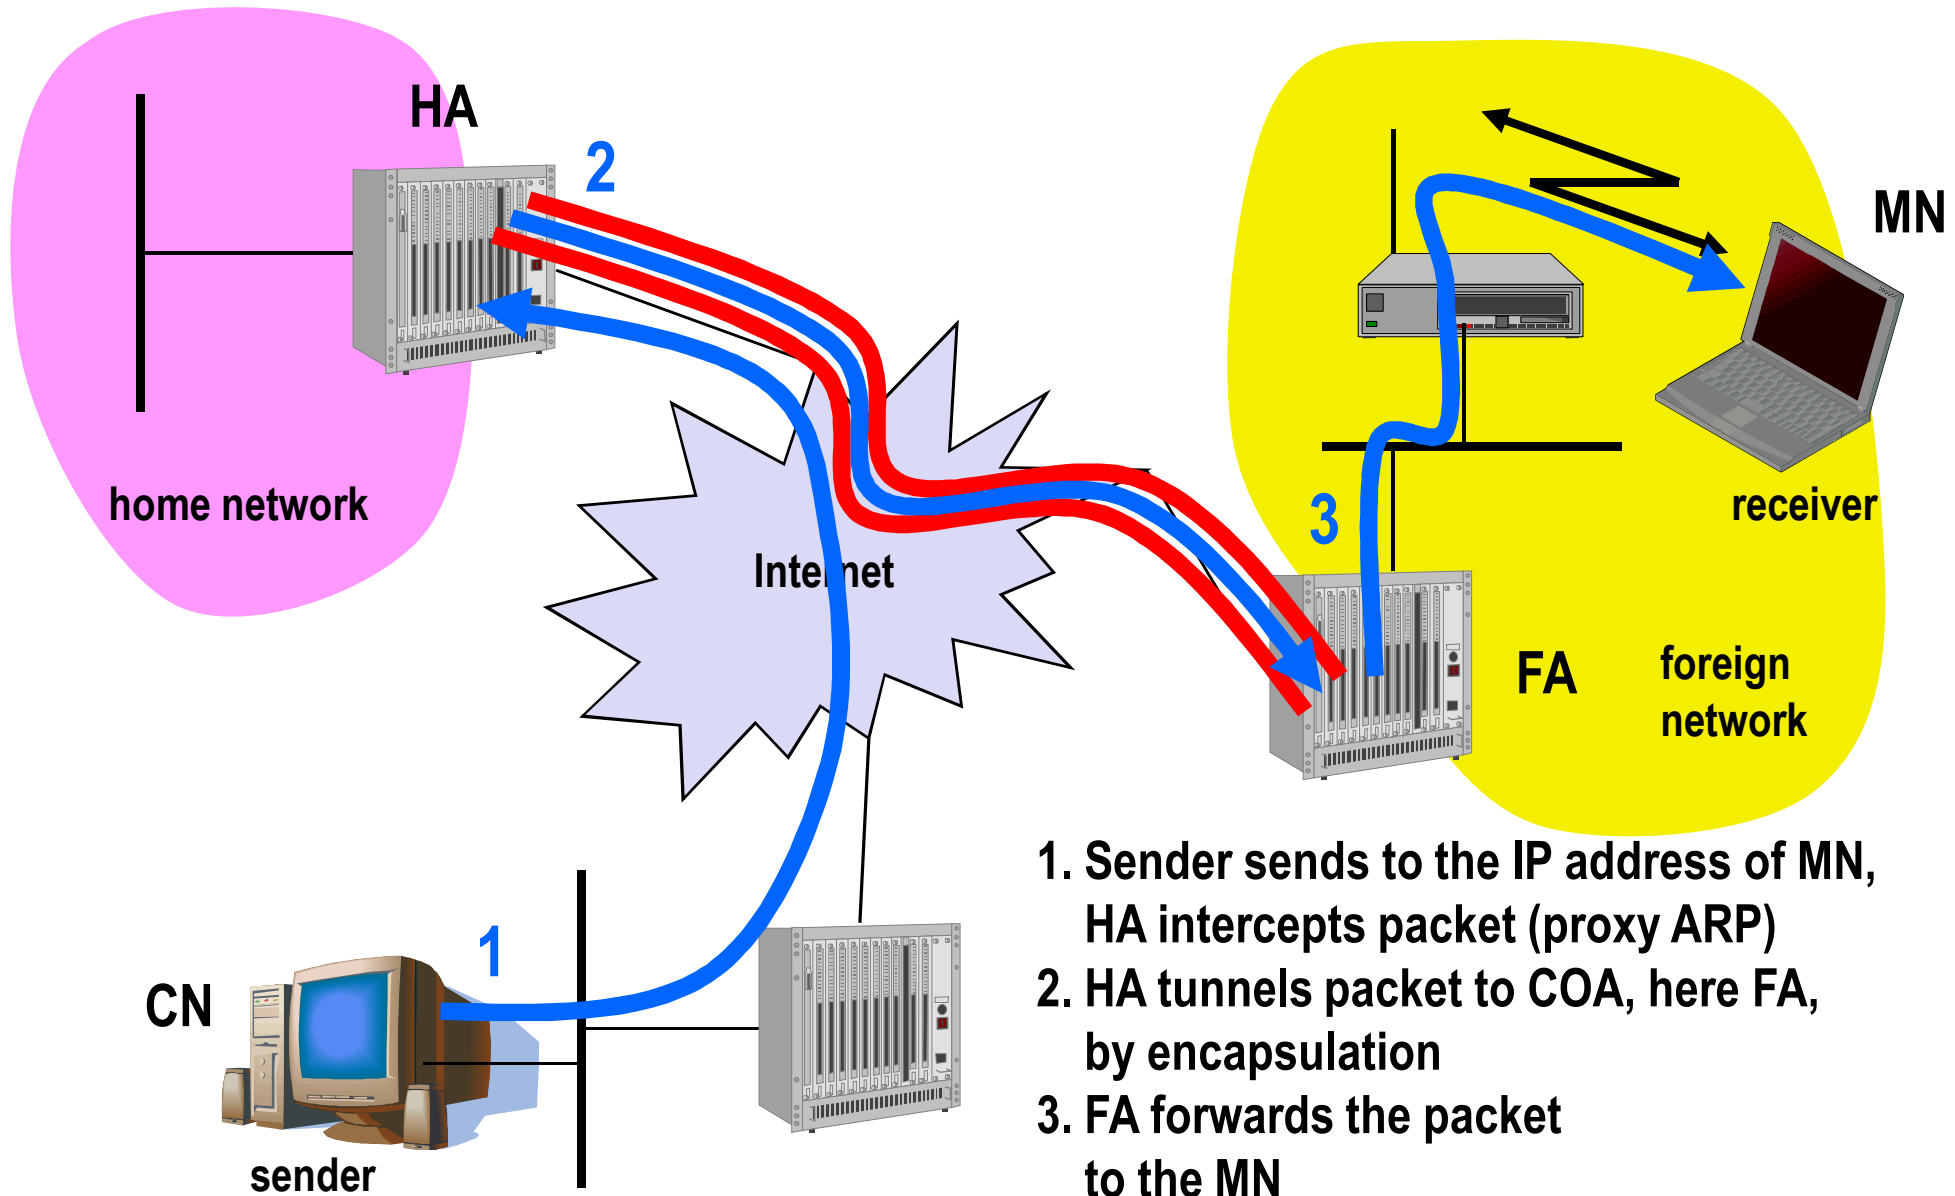 HA
2
MN
home network
receiver
3
Internet
FA
foreign
network
1
CN
sender
1. Sender sends to the IP address of MN,
HA intercepts packet (proxy ARP)
2. HA tunnels packet to COA, here FA,
by encapsulation
3. FA forwards the packet
to the MN